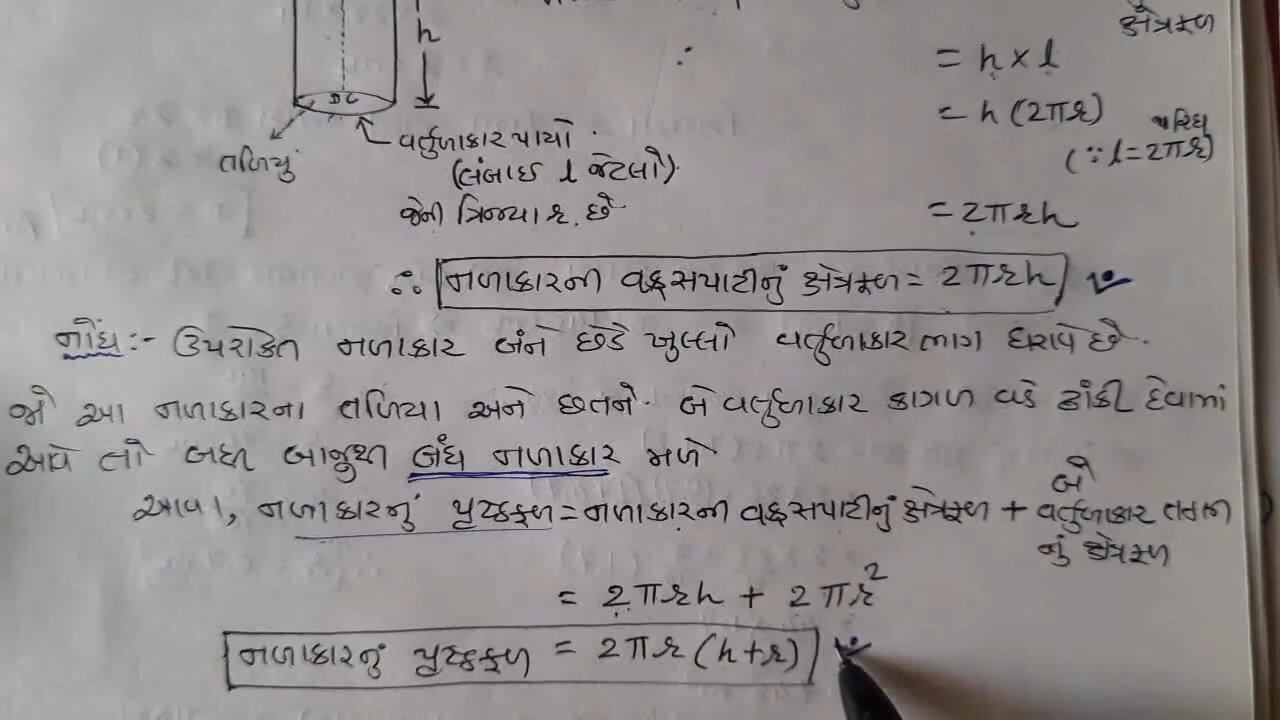 h
ક્ષેત્રફળ
= h × l
= h (2πr)
પરિઘ
(∵ l = 2πr)
વર્તુળાકાર પાયો
(લંબાઇ l જેટલો)
તળિયું
જેની ત્રિજ્યા r છે
= 2πrh
∴ નળાકારની વક્રસપાટીનું ક્ષેત્રફળ = 2πrh
નોંધ:- ઉપરોક્ત નળાકાર બંને છેડે ખુલ્લો વર્તુળાકાર ભાગ ધરાવે છે.
જો આ નળાકારના તળિયા અને છતને બે વર્તુળાકાર કાગળ વડે ઢાંકી દેવામાં
આવે તો બધી બાજુથી બંધ નળાકાર મળે
બે
આવા, નળાકારનું પૃષ્ઠફળ = નળાકારની વક્રસપાટીનું ક્ષેત્રફળ + વર્તુળાકાર
નું ક્ષેત્રફળ
= 2πrh + 2πr²
નળાકારનું પૃષ્ઠફળ = 2πr (h+r)